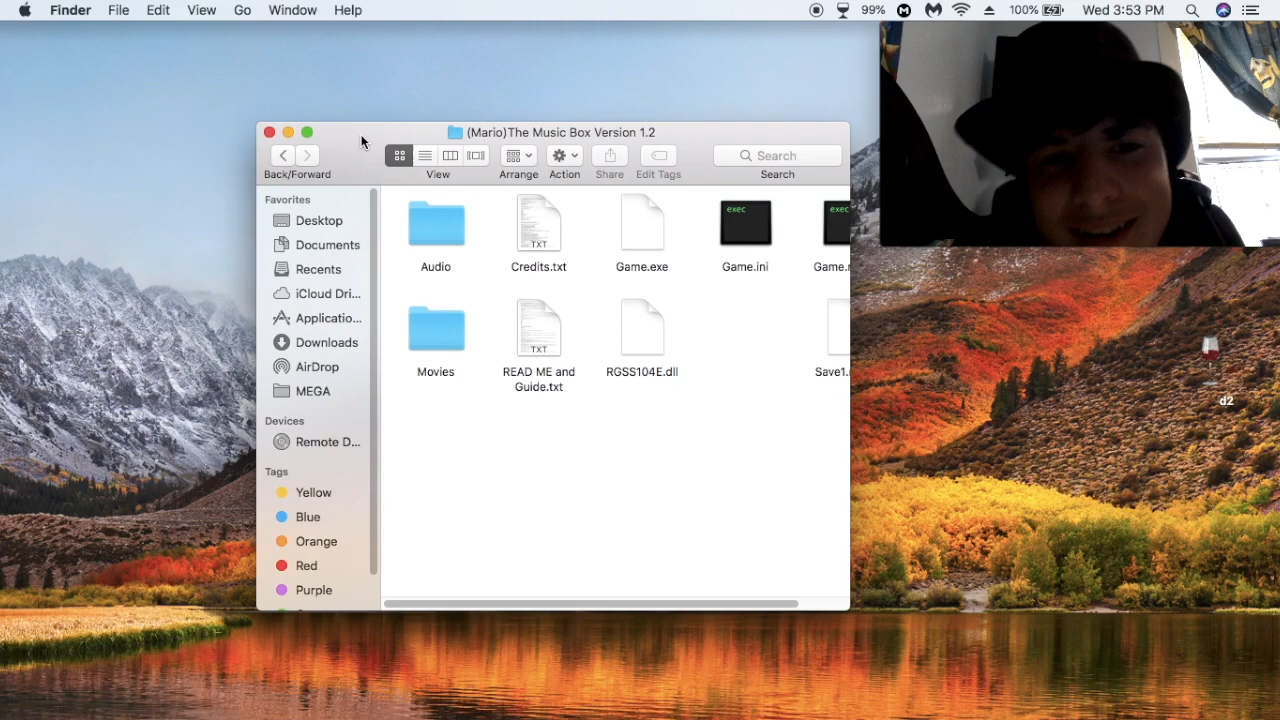 Finder File Edit View Go Window Help 99% 100% Wed 3:53 PM
(Mario)The Music Box Version 1.2
Search
Back/Forward View Arrange Action Share Edit Tags Search
Favorites
Desktop
Documents
Recents
iCloud Dri...
Applicatio...
Downloads
AirDrop
MEGA
Devices
Remote D...
Tags
Yellow
Blue
Orange
Red
Purple
exec exec
Audio Credits.txt Game.exe Game.ini Game.
TXT
TXT
Movies READ ME and RGSS104E.dll Save1.
Guide.txt
d2